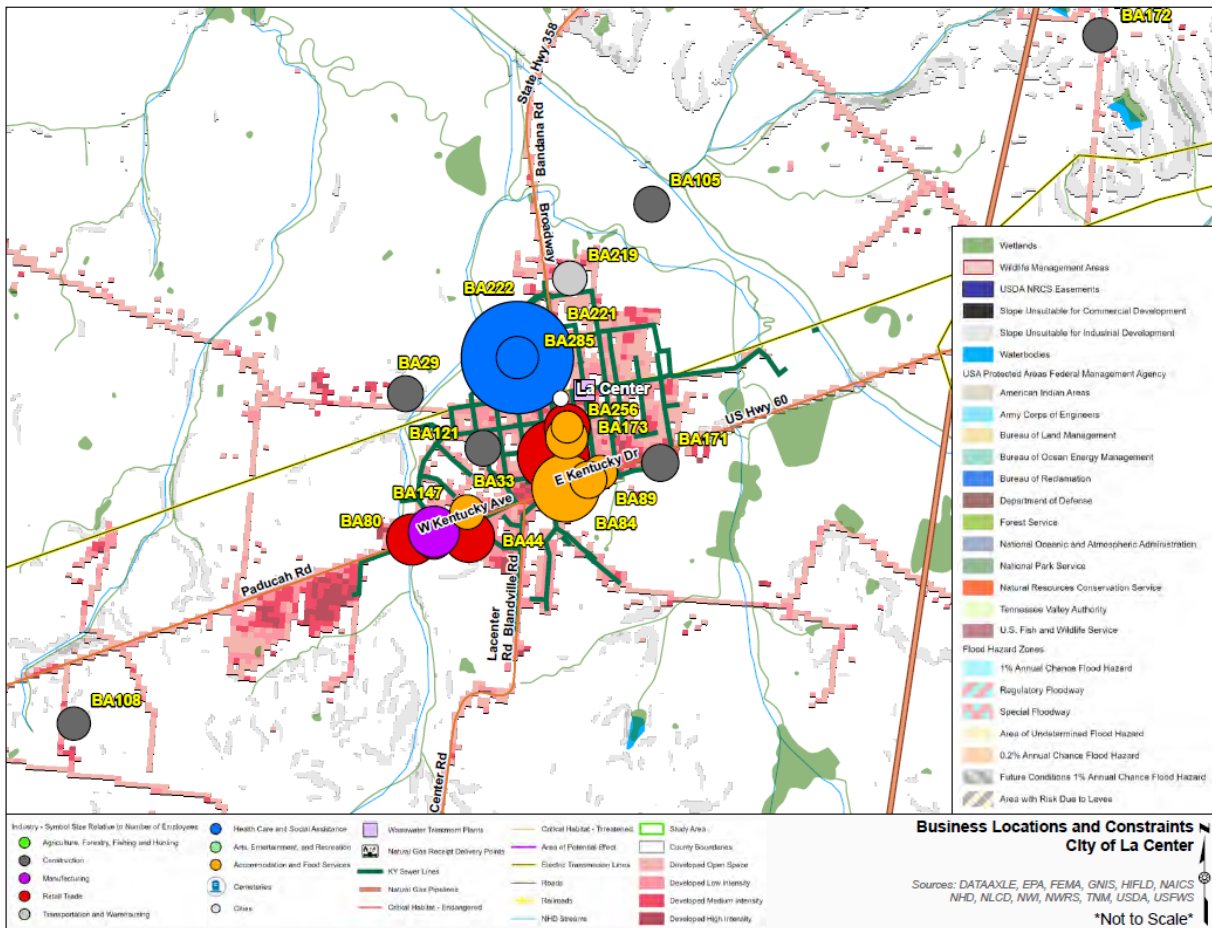 BA172
State Hwy 358
Bandana Rd
BA105
Broadway
BA219
BA222
BA221
BA285
BA29
La Center
BA256
US Hwy 60
BA121
BA173
BA171
E Kentucky Dr
BA33
BA147
BA89
W Kentucky Ave
BA80
BA84
BA44
Paducah Rd
Lacenter
Rd
Blandville Rd
BA108
Center Rd
Wetlands
Wildlife Management Areas
USDA NRCS Easements
Slope Unsuitable for Commercial Development
Slope Unsuitable for Industrial Development
Waterbodies
USA Protected Areas Federal Management Agency
American Indian Areas
Army Corps of Engineers
Bureau of Land Management
Bureau of Ocean Energy Management
Bureau of Reclamation
Department of Defense
Forest Service
National Oceanic and Atmospheric Administration
National Park Service
Natural Resources Conservation Service
Tennessee Valley Authority
U.S. Fish and Wildlife Service
Flood Hazard Zones
1% Annual Chance Flood Hazard
Regulatory Floodway
Special Floodway
Area of Undetermined Flood Hazard
0.2% Annual Chance Flood Hazard
Future Conditions 1% Annual Chance Flood Hazard
Area with Risk Due to Levee
Industry - Symbol Size Relative to Number of Employees
Agriculture, Forestry, Fishing and Hunting
Construction
Manufacturing
Retail Trade
Transportation and Warehousing
Health Care and Social Assistance
Arts, Entertainment, and Recreation
Accommodation and Food Services
Cemeteries
Cities
Wastewater Treatment Plants
Natural Gas Receipt Delivery Points
KY Sewer Lines
Natural Gas Pipelines
Critical Habitat - Endangered
Critical Habitat - Threatened
Area of Potential Effect
Electric Transmission Lines
Roads
Railroads
NHD Streams
Study Area
County Boundaries
Developed Open Space
Developed Low Intensity
Developed Medium Intensity
Developed High Intensity
Business Locations and Constraints
City of La Center
Sources: DATAAXLE, EPA, FEMA, GNIS, HIFLD, NAICS
NHD, NLCD, NWI, NWRS, TNM, USDA, USFWS
*Not to Scale*